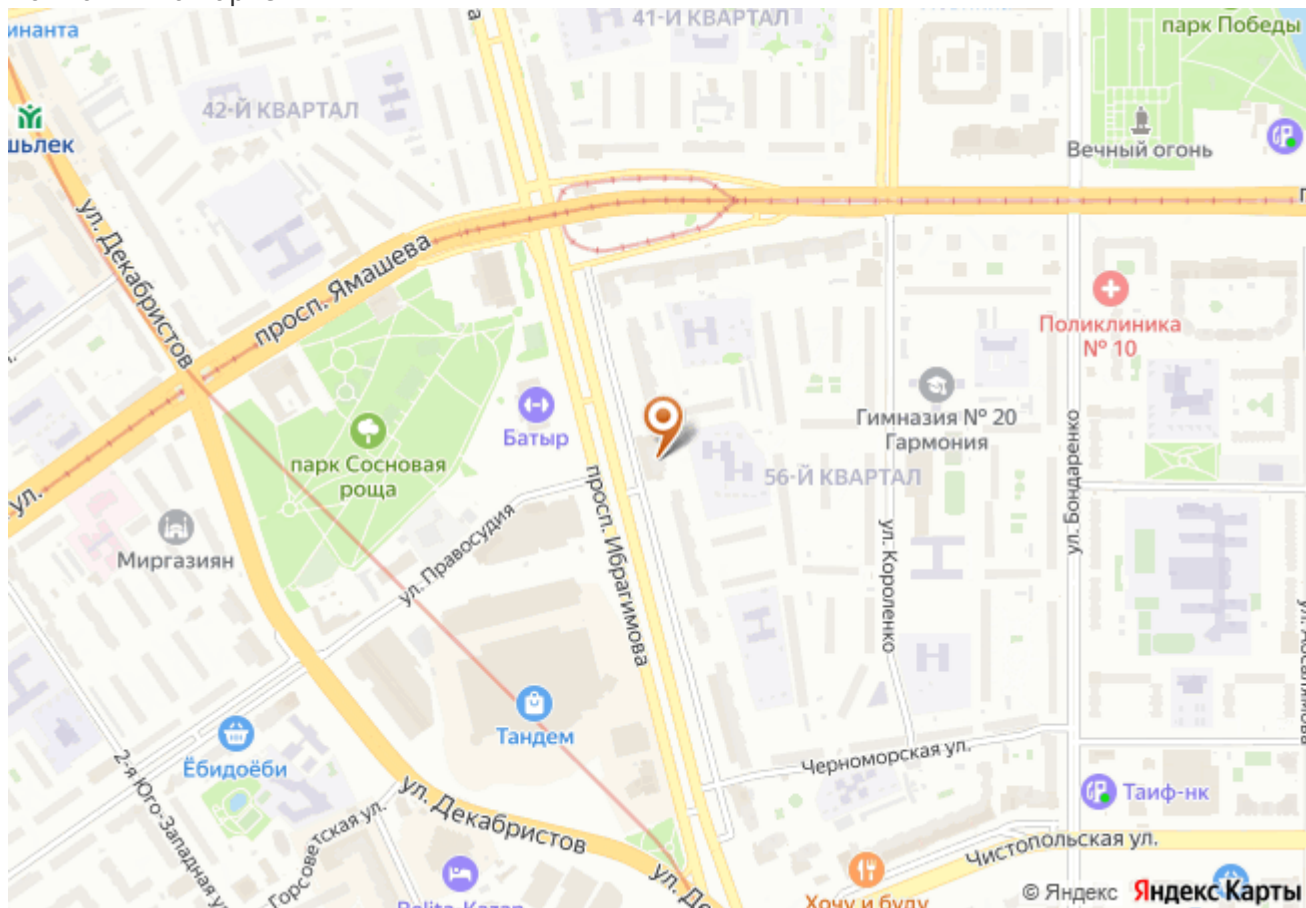 41-Й КВАРТАЛ
парк Победы
42-Й КВАРТАЛ
Вечный огонь
ул. Декабристов
просп. Ямашева
Поликлиника
№ 10
Батыр
Гимназия № 20
Гармония
парк Сосновая
роща
56-Й КВАРТАЛ
ул. Бондаренко
ул.
Миргазиян
ул. Правосудия
просп. Ибрагимова
ул. Короленко
Тандем
Ёбидоёби
Черноморская ул.
2-я Юго-Западная ул.
Таиф-нк
ул. Декабристов
Горсоветская ул.
Чистопольская ул.
Хочу и буду
© Яндекс Яндекс Карты